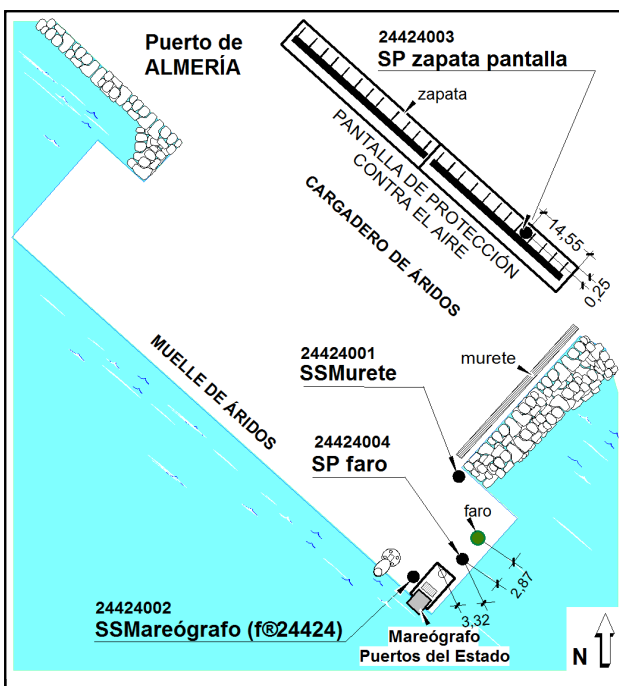 Puerto de
ALMERÍA
24424003
SP zapata pantalla
zapata
PANTALLA DE PROTECCIÓN
CONTRA EL AIRE
CARGADERO DE ÁRIDOS
14,55
0,25
MUELLE DE ÁRIDOS
24424001
SSMurete
murete
24424004
SP faro
faro
2,87
3,32
24424002
SSMareógrafo (f®24424)
Mareógrafo
Puertos del Estado
N